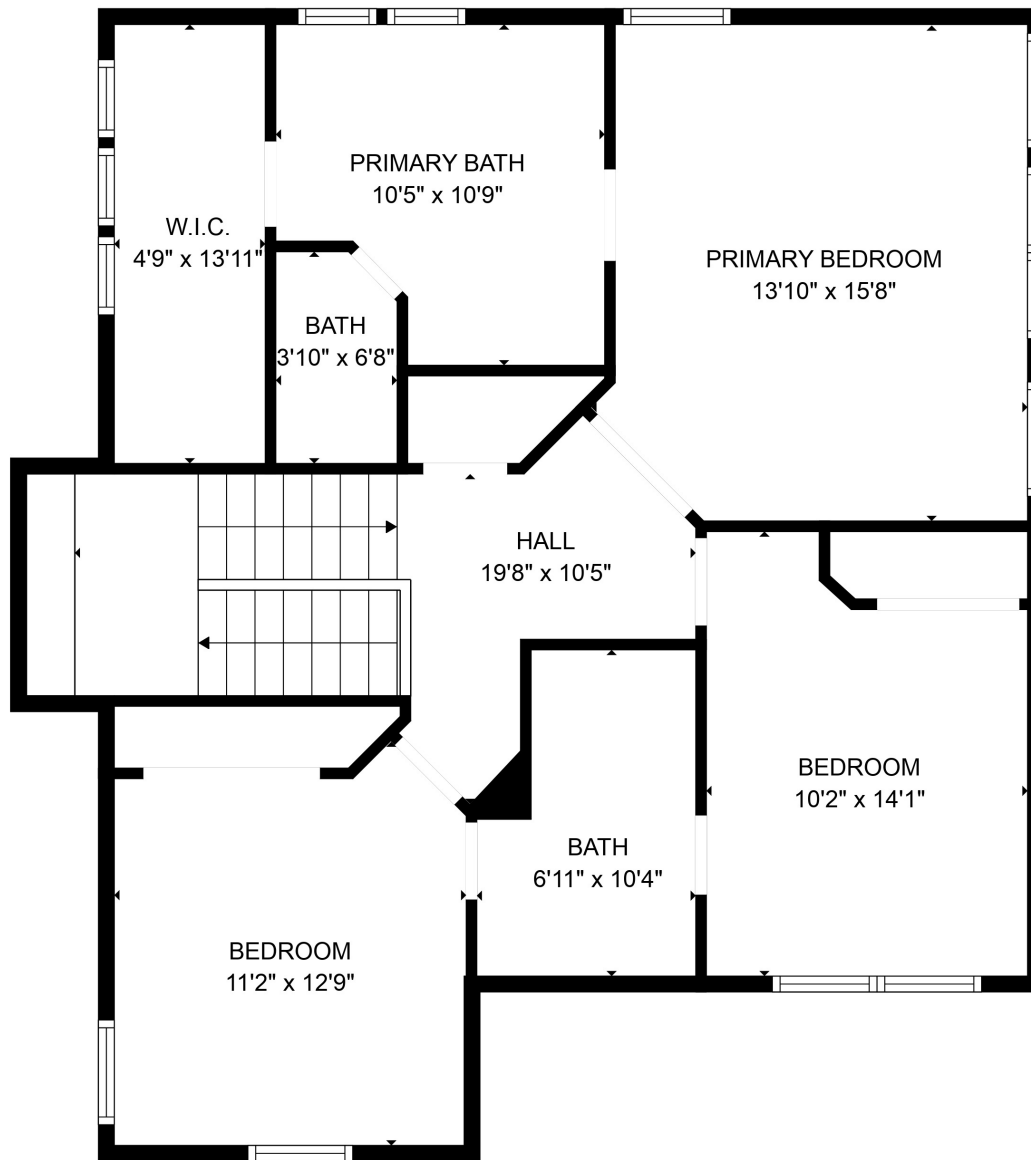 PRIMARY BATH
10'5" x 10'9"
W.I.C.
4'9" x 13'11"
PRIMARY BEDROOM
13'10" x 15'8"
BATH
3'10" x 6'8"
HALL
19'8" x 10'5"
BEDROOM
10'2" x 14'1"
BATH
6'11" x 10'4"
BEDROOM
11'2" x 12'9"